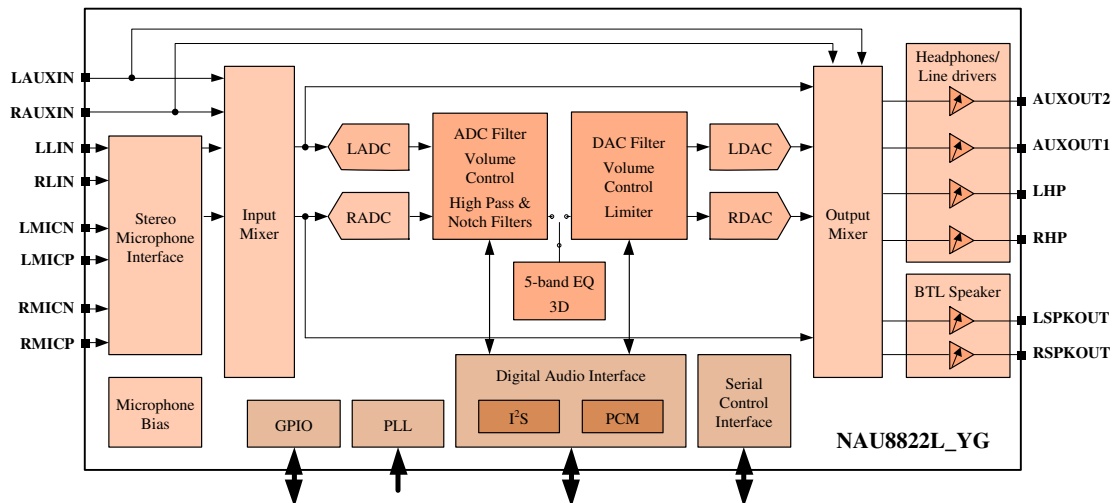 LAUXIN
RAUXIN
LLIN
RLIN
LMICN
LMICP
RMICN
RMICP
Stereo
Microphone
Interface
Microphone
Bias
Input
Mixer
LADC
RADC
ADC Filter
Volume
Control
High Pass &
Notch Filters
DAC Filter
Volume
Control
Limiter
5-band EQ
3D
LDAC
RDAC
Output
Mixer
Headphones/
Line drivers
BTL Speaker
AUXOUT2
AUXOUT1
LHP
RHP
LSPKOUT
RSPKOUT
GPIO
PLL
Digital Audio Interface
I²S
PCM
Serial
Control
Interface
NAU8822L_YG